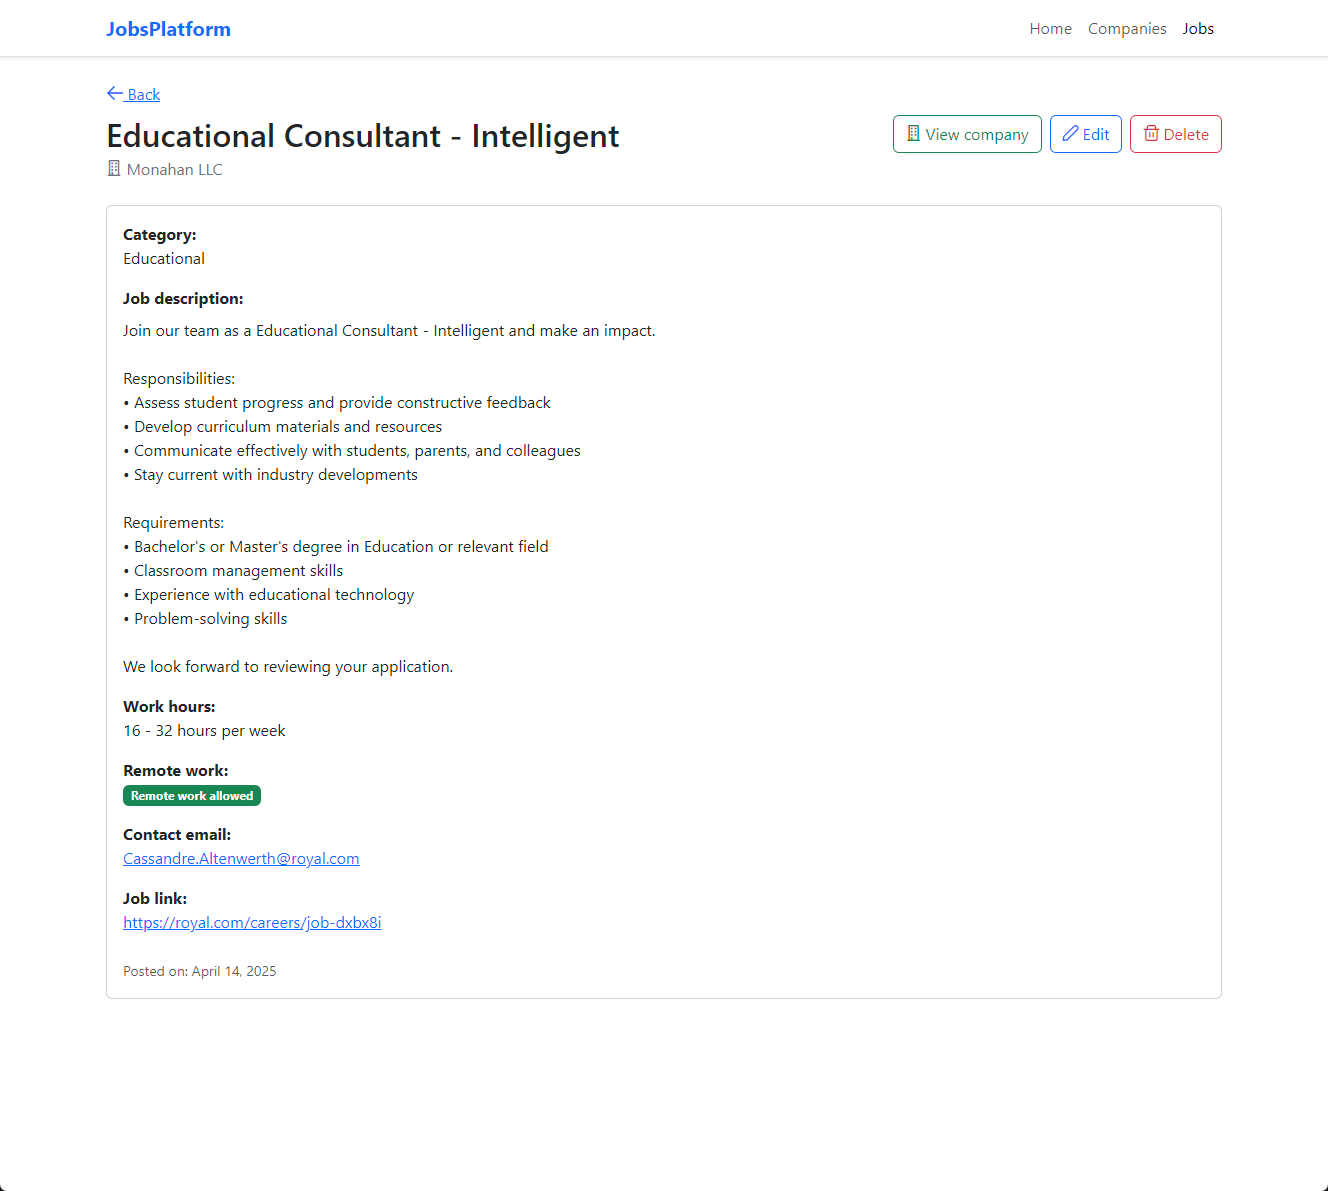 JobsPlatform
Home Companies Jobs
Back
Educational Consultant - Intelligent
View company
Edit
Delete
Monahan LLC
Category:
Educational
Job description:
Join our team as a Educational Consultant - Intelligent and make an impact.
Responsibilities:
• Assess student progress and provide constructive feedback
• Develop curriculum materials and resources
• Communicate effectively with students, parents, and colleagues
• Stay current with industry developments
Requirements:
• Bachelor's or Master's degree in Education or relevant field
• Classroom management skills
• Experience with educational technology
• Problem-solving skills
We look forward to reviewing your application.
Work hours:
16 - 32 hours per week
Remote work:
Remote work allowed
Contact email:
Cassandre.Altenwerth@royal.com
Job link:
https://royal.com/careers/job-dxbx8i
Posted on: April 14, 2025